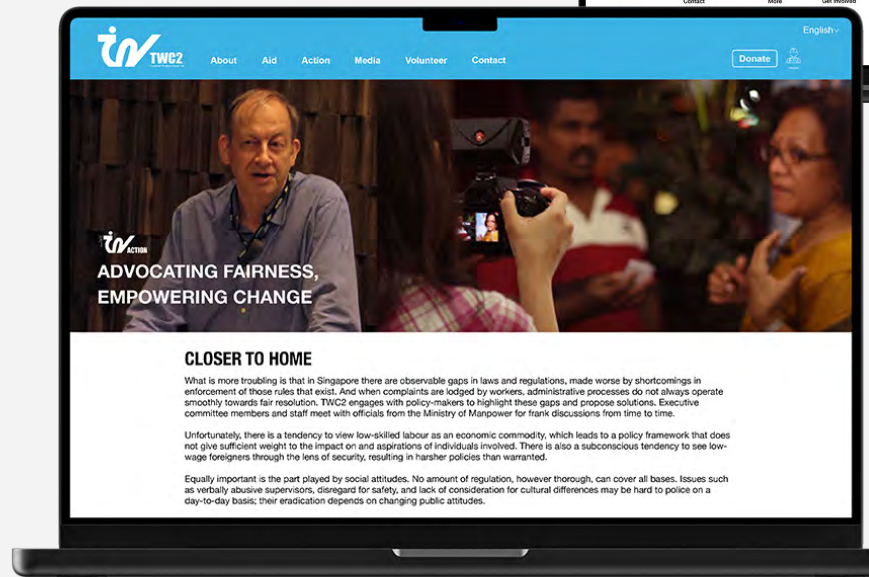 Contact More Get Involved
English
TWC2 About Aid Action Media Volunteer Contact Donate
ACTION
ADVOCATING FAIRNESS,
EMPOWERING CHANGE
CLOSER TO HOME
What is more troubling is that in Singapore there are observable gaps in laws and regulations, made worse by shortcomings in
enforcement of those rules that exist. And when complaints are lodged by workers, administrative processes do not always operate
smoothly towards fair resolution. TWC2 engages with policy-makers to highlight these gaps and propose solutions. Executive
committee members and staff meet with officials from the Ministry of Manpower for frank discussions from time to time.
Unfortunately, there is a tendency to view low-skilled labour as an economic commodity, which leads to a policy framework that does
not give sufficient weight to the impact on and aspirations of individuals involved. There is also a subconscious tendency to see low-
wage foreigners through the lens of security, resulting in harsher policies than warranted.
Equally important is the part played by social attitudes. No amount of regulation, however thorough, can cover all bases. Issues such
as verbally abusive supervisors, disregard for safety, and lack of consideration for cultural differences may be hard to police on a
day-to-day basis; their eradication depends on changing public attitudes.